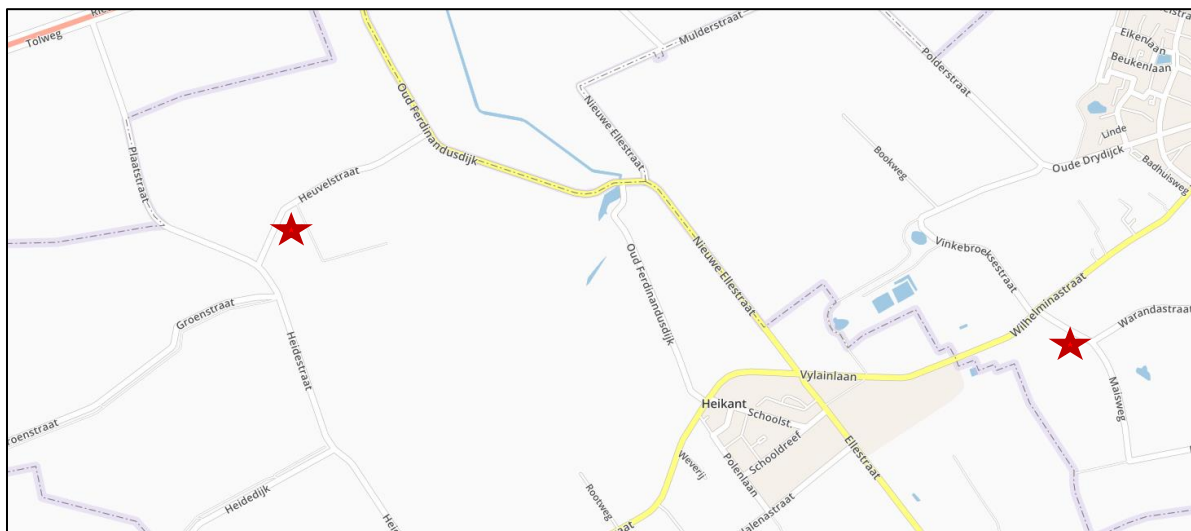 Tolweg
Mulderstraat
Eikenlaan
Beukenlaan
Polderstraat
Oud Ferdinandusdijk
Nieuwe Ellestraat
Linde
Plaatstraat
Bookweg
Oude Drydijck
Badhuisweg
Heuvelstraat
Nieuwe Ellestraat
Oud Ferdinandusdijk
Vinkebroeksestraat
Wilhelminastraat
Warandastraat
Groenstraat
Heidestraat
Vylainlaan
Maisweg
Heikant
Schoolst.
Schooldreef
Ellestraat
Weverij
Polenlaan
Heidedijk
Rootweg